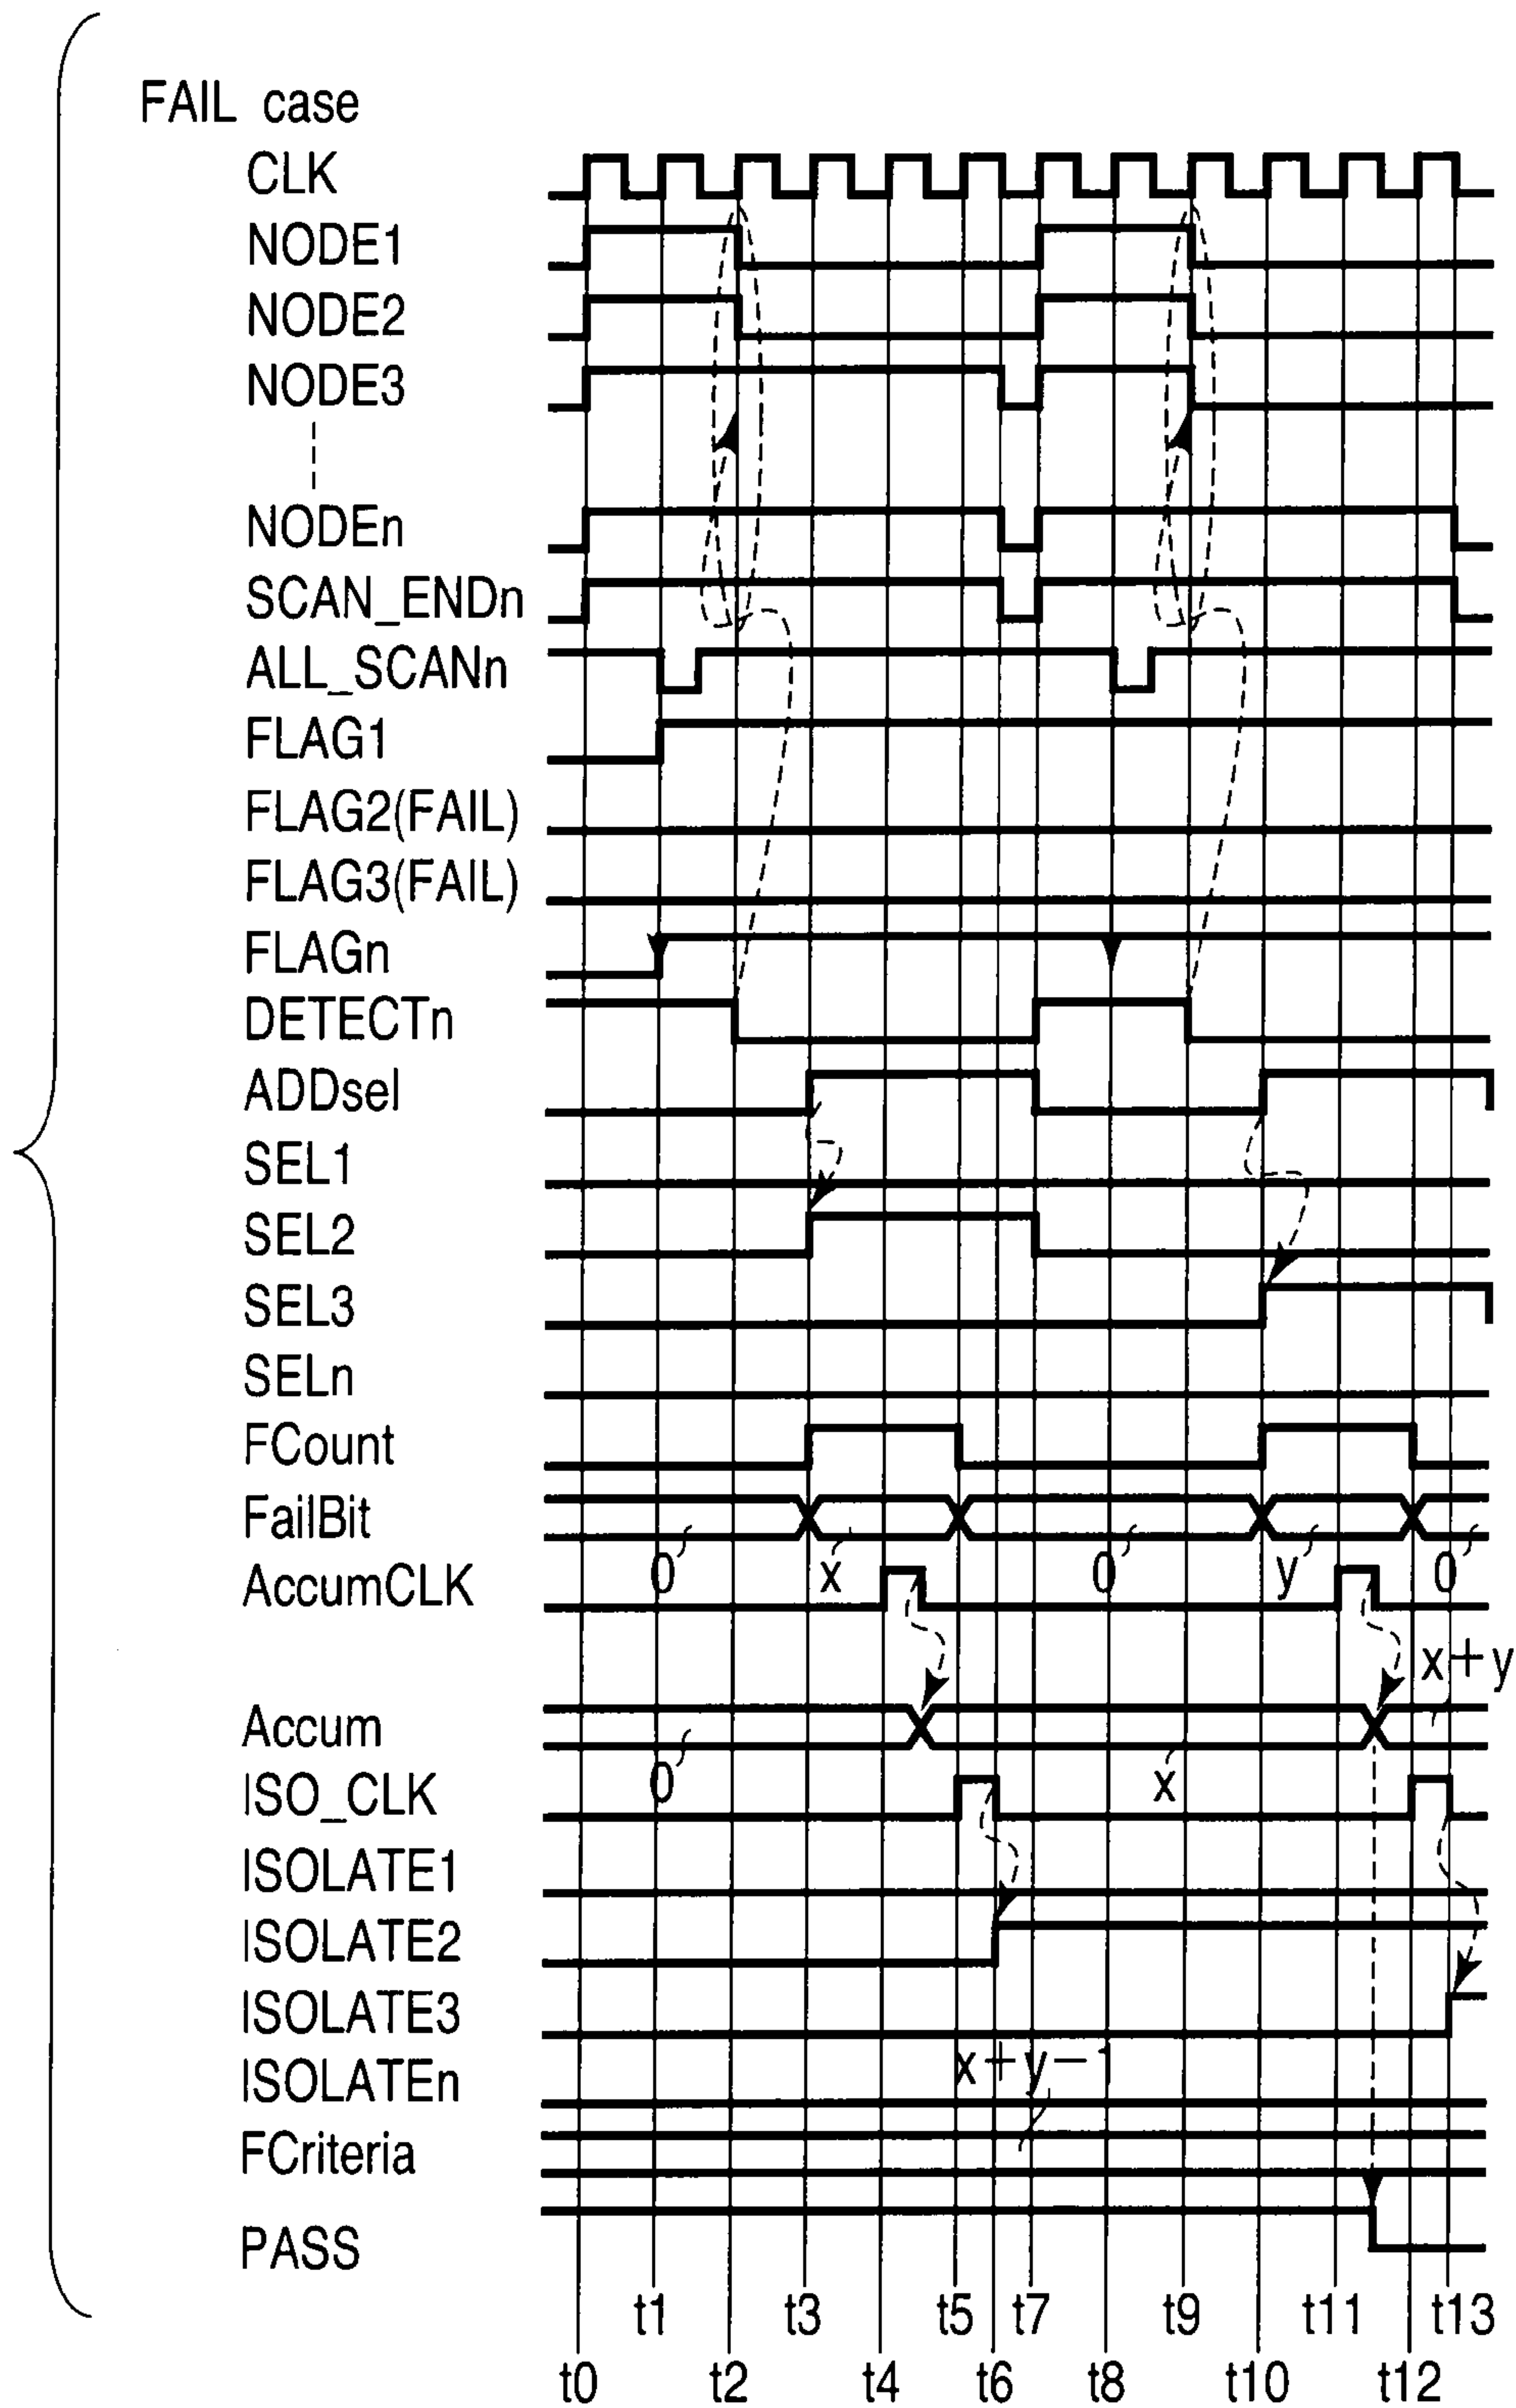 FAIL case
CLK
NODE1
NODE2
NODE3
NODEn
SCAN_ENDn
ALL_SCANn
FLAG1
FLAG2(FAIL)
FLAG3(FAIL)
FLAGn
DETECTn
ADDsel
SEL1
SEL2
SEL3
SELn
FCount
FailBit
0 x 0 y 0
AccumCLK
x+y
Accum
0 x
ISO_CLK
ISOLATE1
ISOLATE2
ISOLATE3
x+y-1
ISOLATEn
FCriteria
PASS
t1 t3 t5 t7 t9 t11 t13
t0 t2 t4 t6 t8 t10 t12